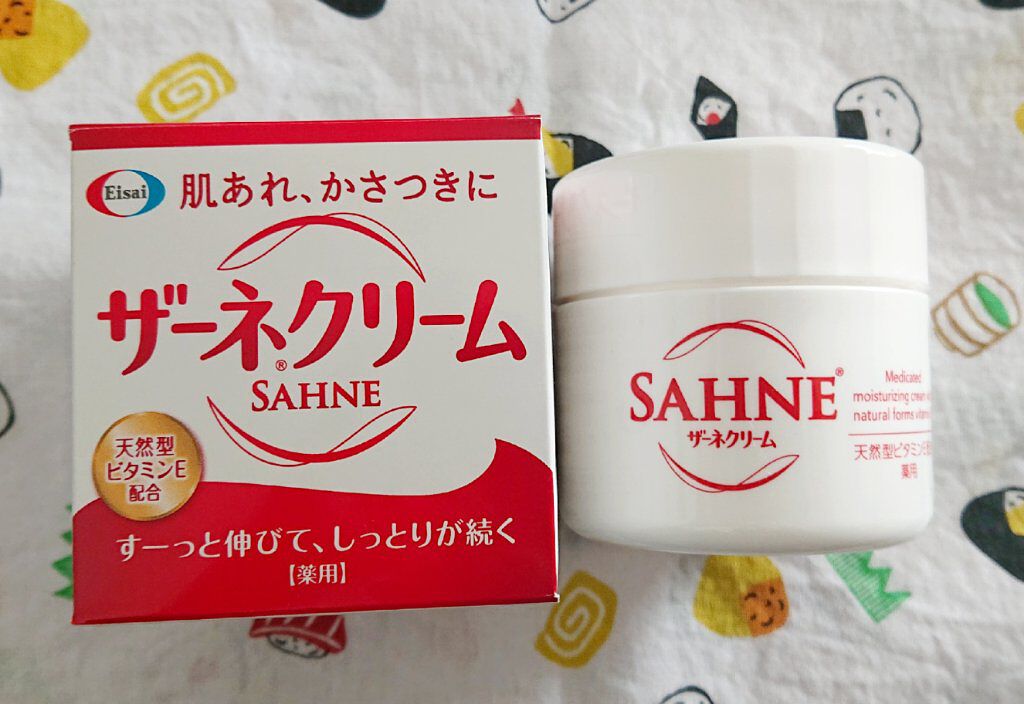 Eisai
肌あれ、かさつきに
ザーネクリーム
®
SAHNE
天然型
ビタミンE
配合
すーっと伸びて、しっとりが続く
【薬用】
SAHNE®
ザーネクリーム
Medicated
moisturizing cream
natural forms
天然型ビタミンE
薬用